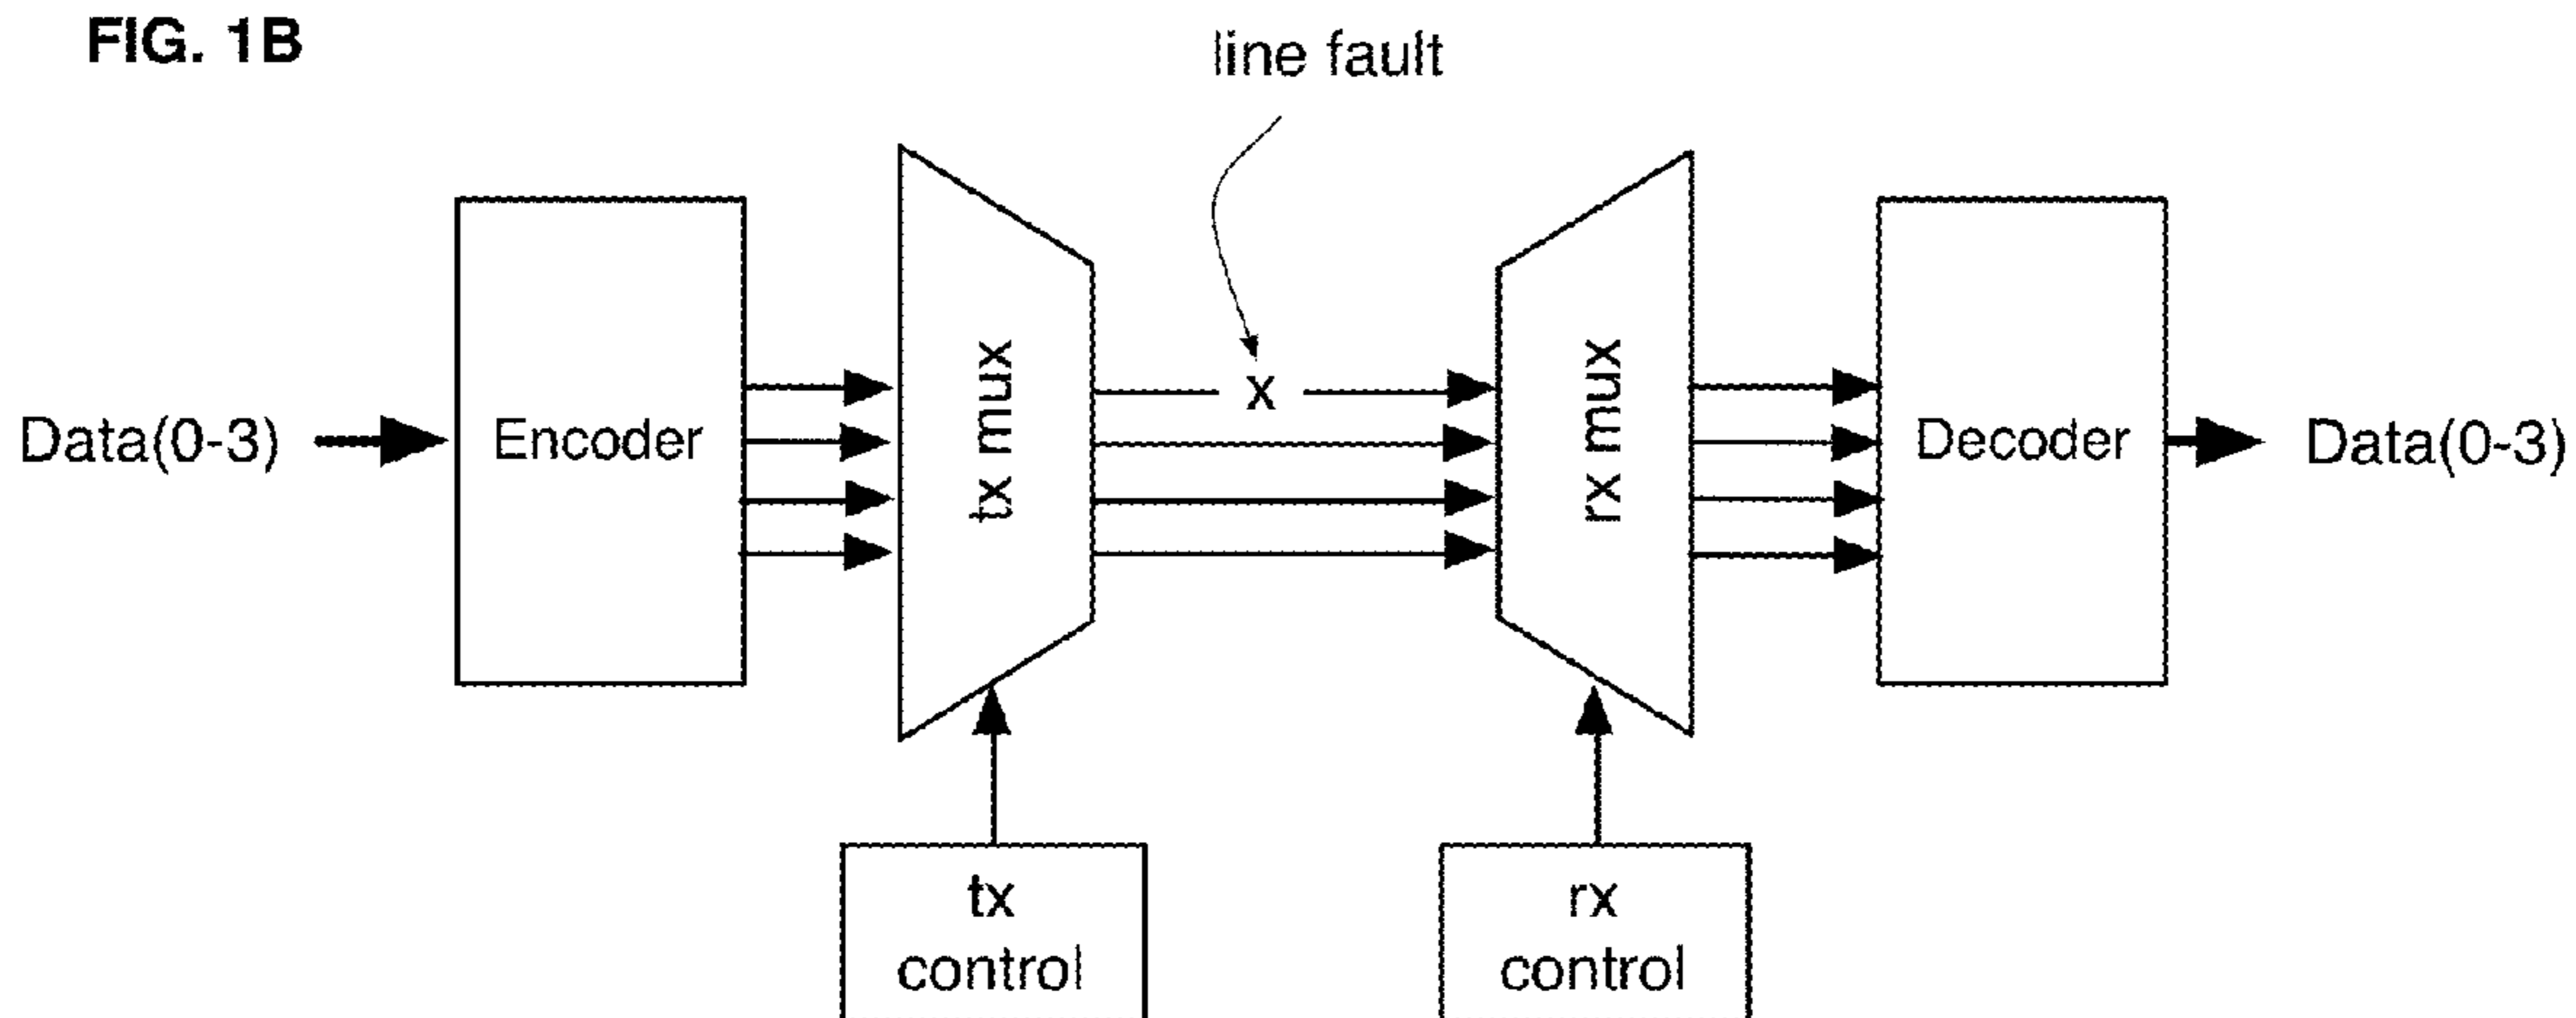 FIG. 1B
line fault
Data(0-3)
Encoder
tx mux
X
rx mux
Decoder
Data(0-3)
tx
control
rx
control